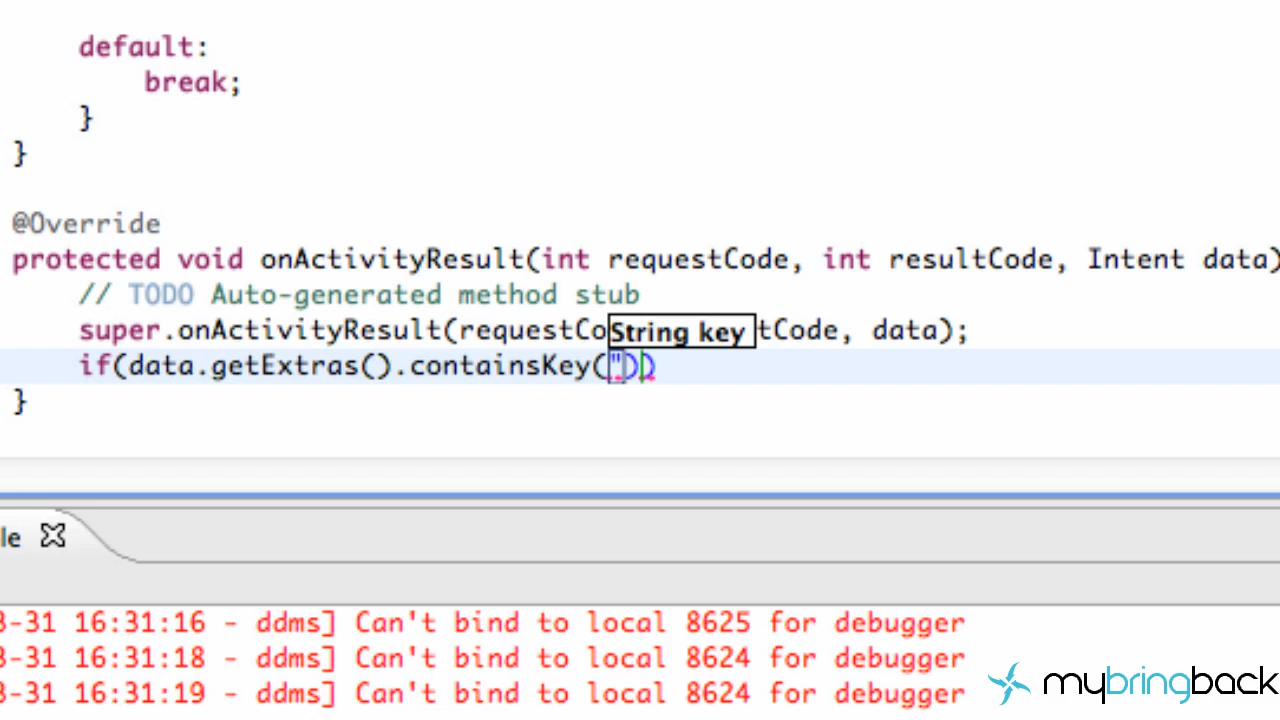 default:
break;
}
}
@Override
protected void onActivityResult(int requestCode, int resultCode, Intent data)
// TODO Auto-generated method stub
super.onActivityResult(requestCo tCode, data);
String key
if(data.getExtras().containsKey("))
}
le
3-31 16:31:16 - ddms] Can't bind to local 8625 for debugger
3-31 16:31:18 - ddms] Can't bind to local 8624 for debugger
3-31 16:31:19 - ddms] Can't bind to local 8624 for debugger
mybringback